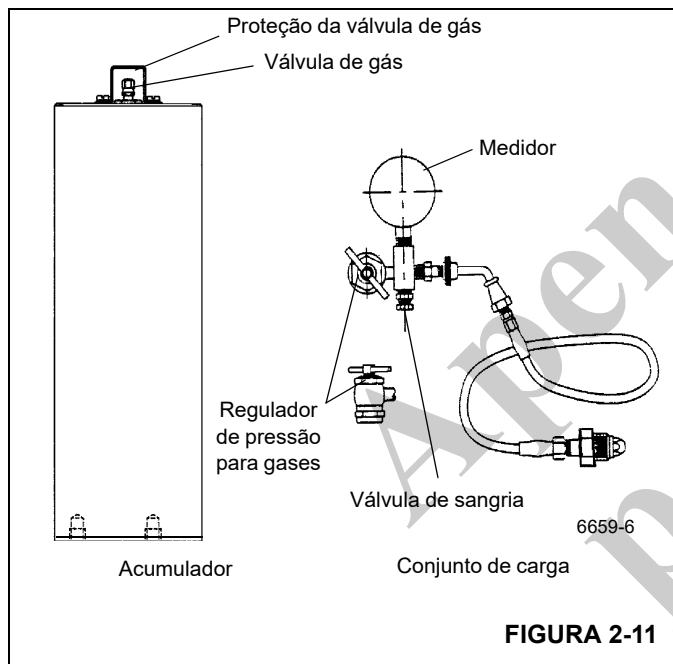 Proteção da válvula de gás
Válvula de gás
Medidor
Regulador
de pressão
para gases
Válvula de sangria
6659-6
Acumulador
Conjunto de carga
FIGURA 2-11
Apen
p